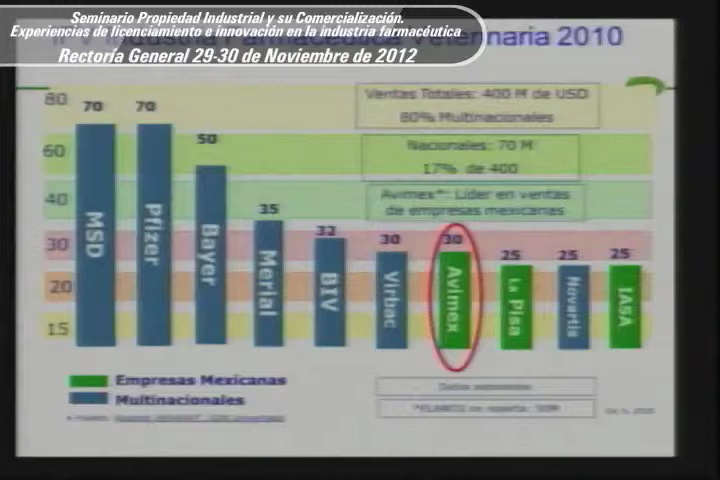 Seminario Propiedad Industrial y su Comercialización.
Experiencias de licenciamiento e innovación en la industria farmacéutica
Rectoría General 29-30 de Noviembre de 2012
Industria Farmacéutica Veterinaria 2010
Ventas Totales: 400 M de USD
80% Multinacionales
Nacionales: 70 M
17% de 400
Avimex*: Lider en ventas
de empresas mexicanas
80
60
40
30
20
15
70
70
50
35
32
30
30
25
25
25
MSD
Pfizer
Bayer
Merial
BIV
Virbac
Avimex
La Pisa
Novartis
IASA
Empresas Mexicanas
Multinacionales